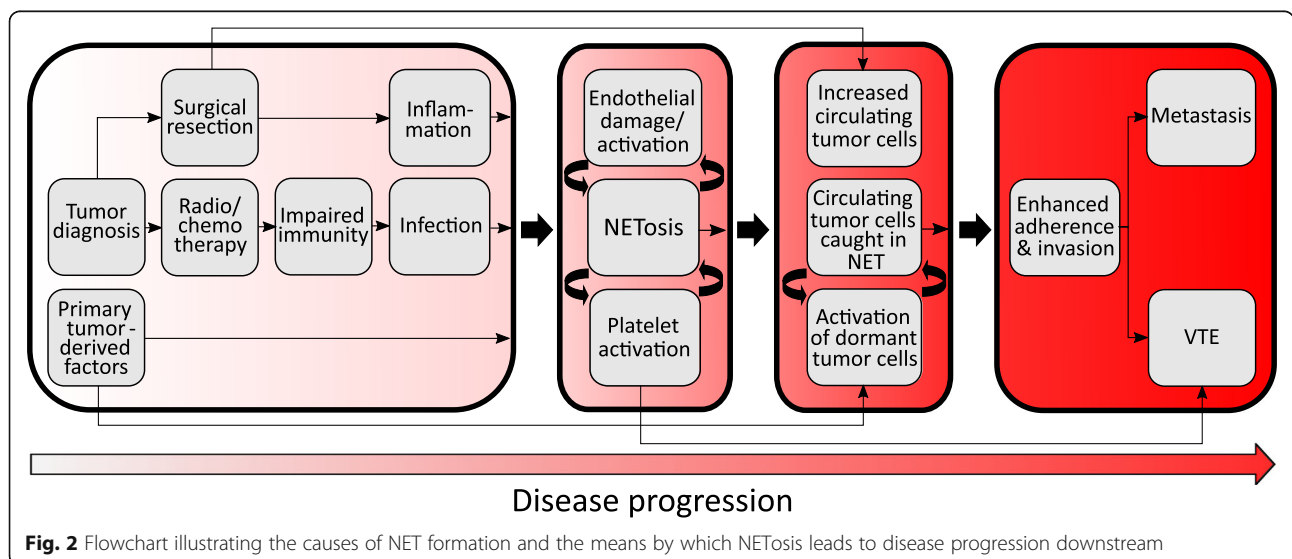 Surgical
resection
Inflam-
mation
Tumor
diagnosis
Radio/
chemo
therapy
Impaired
immunity
Infection
Primary
tumor-
derived
factors
Endothelial
damage/
activation
NETosis
Platelet
activation
Increased
circulating
tumor cells
Circulating
tumor cells
caught in
NET
Activation
of dormant
tumor cells
Enhanced
adherence
& invasion
Metastasis
VTE
Disease progression
Fig. 2 Flowchart illustrating the causes of NET formation and the means by which NETosis leads to disease progression downstream